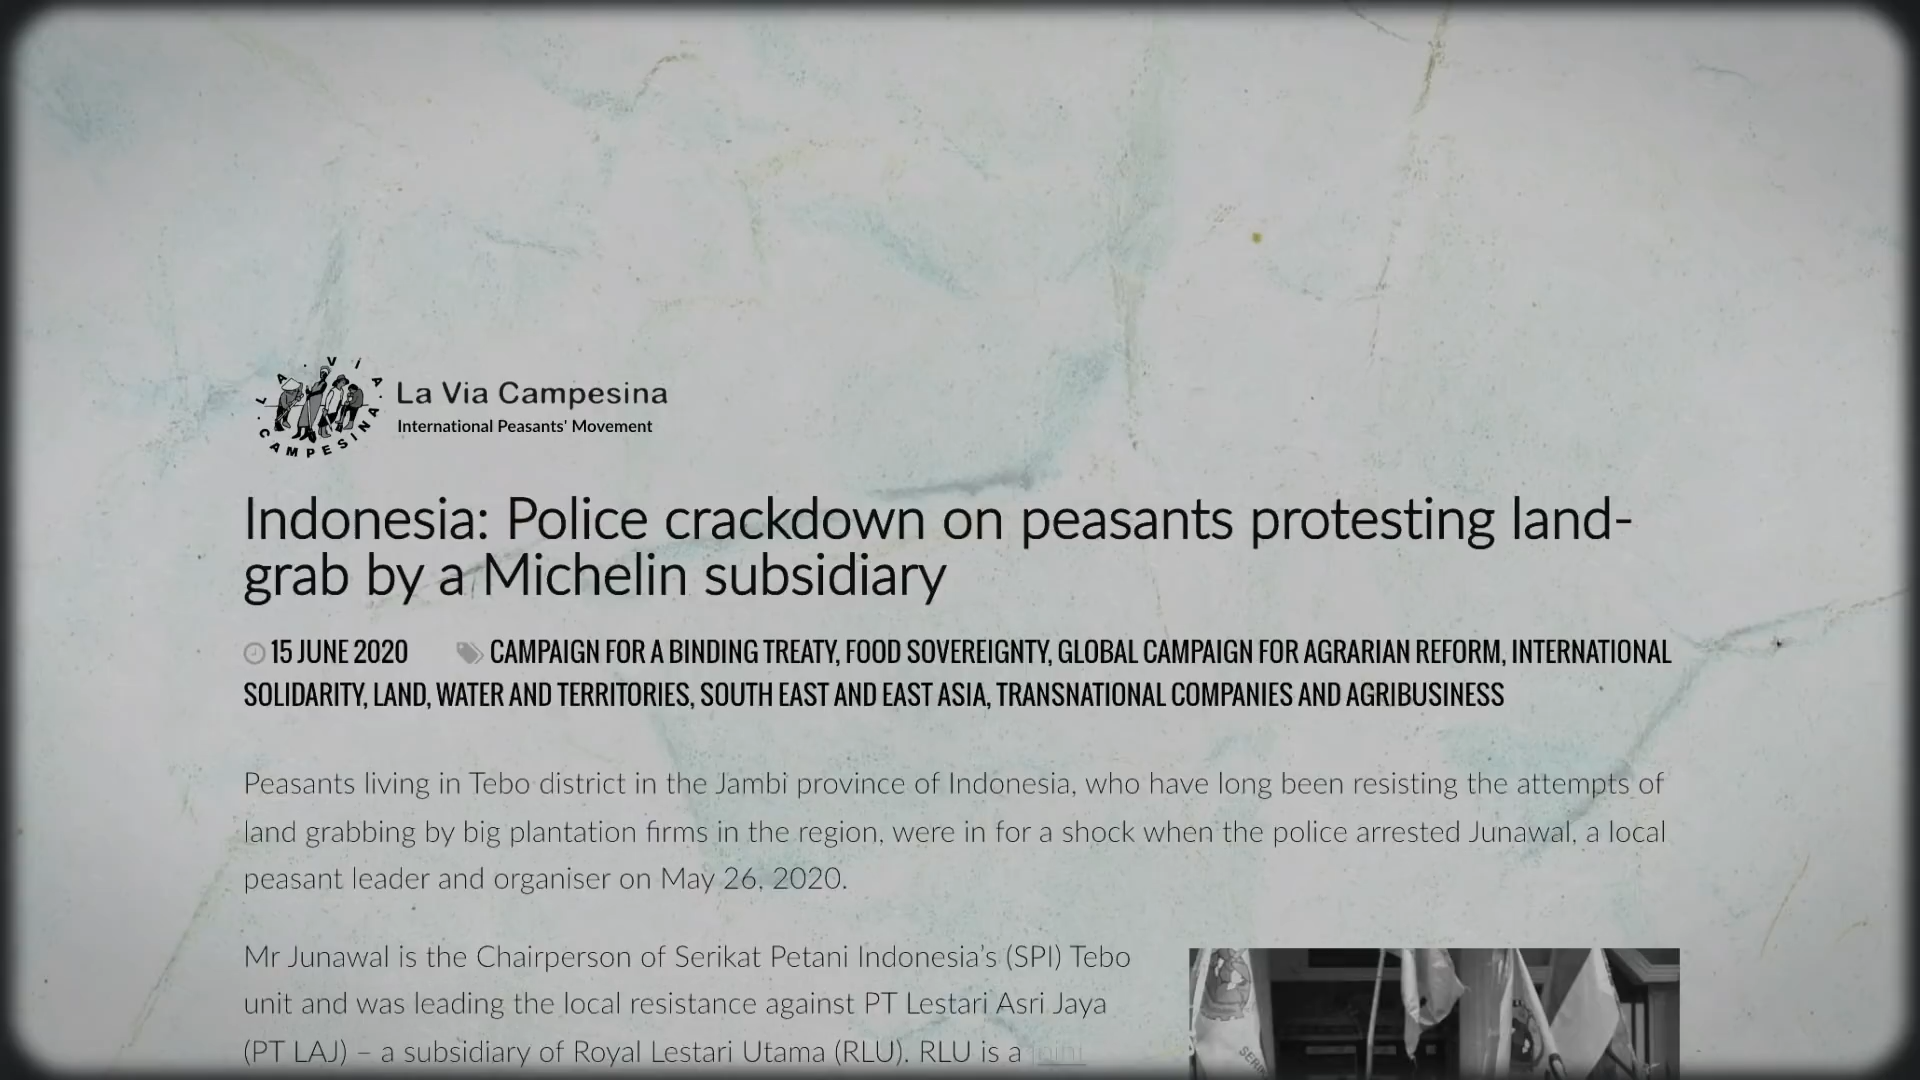 LA VIA CAMPESINA
La Via Campesina
International Peasants' Movement
Indonesia: Police crackdown on peasants protesting land-
grab by a Michelin subsidiary
15 JUNE 2020 CAMPAIGN FOR A BINDING TREATY, FOOD SOVEREIGNTY, GLOBAL CAMPAIGN FOR AGRARIAN REFORM, INTERNATIONAL
SOLIDARITY, LAND, WATER AND TERRITORIES, SOUTH EAST AND EAST ASIA, TRANSNATIONAL COMPANIES AND AGRIBUSINESS
Peasants living in Tebo district in the Jambi province of Indonesia, who have long been resisting the attempts of
land grabbing by big plantation firms in the region, were in for a shock when the police arrested Junawal, a local
peasant leader and organiser on May 26, 2020.
Mr Junawal is the Chairperson of Serikat Petani Indonesia’s (SPI) Tebo
unit and was leading the local resistance against PT Lestari Asri Jaya
(PT LAJ) – a subsidiary of Royal Lestari Utama (RLU). RLU is a joint